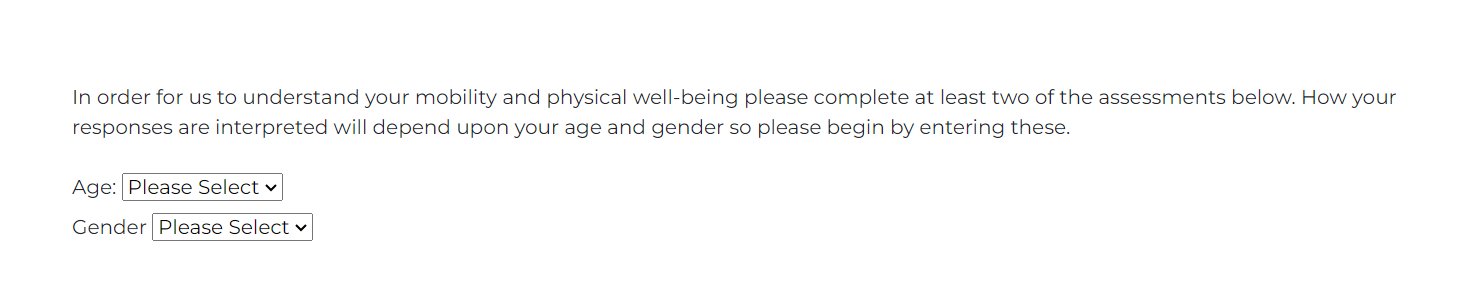 In order for us to understand your mobility and physical well-being please complete at least two of the assessments below. How your
responses are interpreted will depend upon your age and gender so please begin by entering these.
Age: Please Select
Gender Please Select